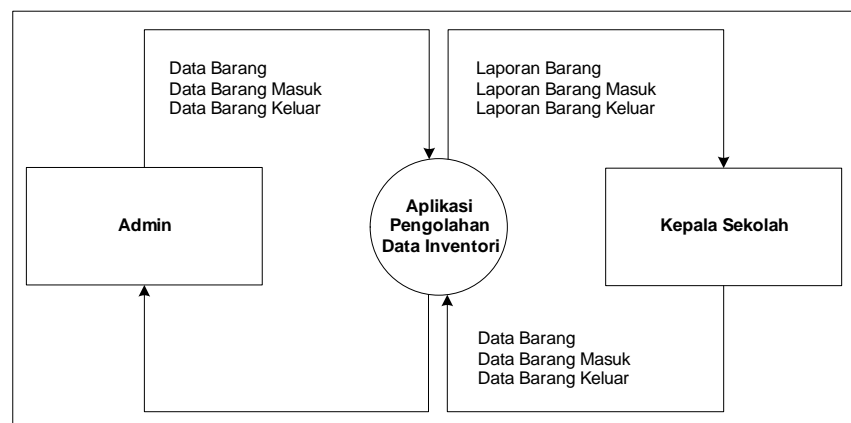 Data Barang
Data Barang Masuk
Data Barang Keluar
Laporan Barang
Laporan Barang Masuk
Laporan Barang Keluar
Admin
Aplikasi
Pengolahan
Data Inventori
Kepala Sekolah
Data Barang
Data Barang Masuk
Data Barang Keluar